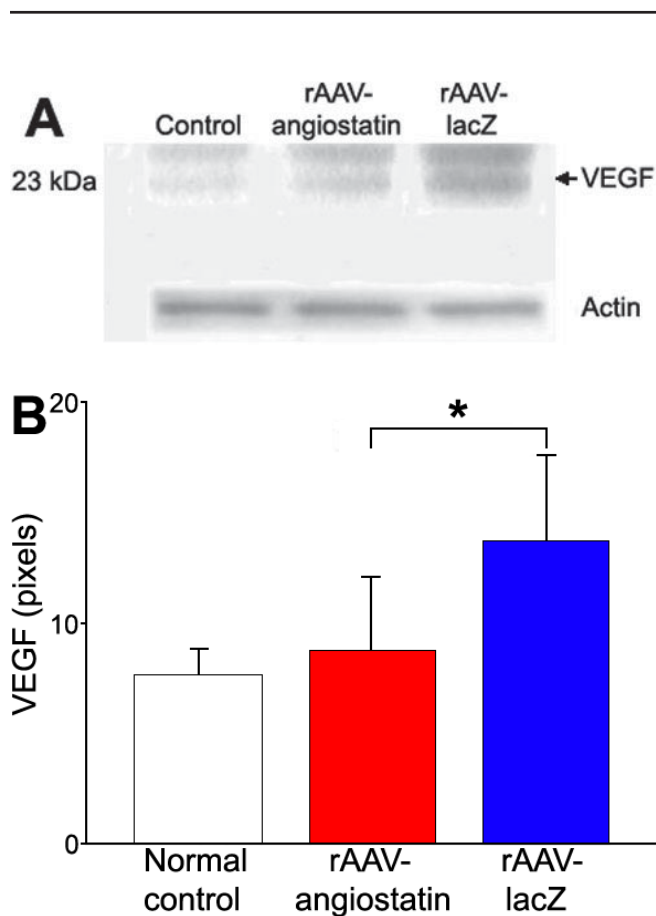 A
Control
rAAV-
angiostatin
rAAV-
lacZ
23 kDa
VEGF
Actin
B
*
20
10
0
VEGF (pixels)
Normal
control
rAAV-
angiostatin
rAAV-
lacZ